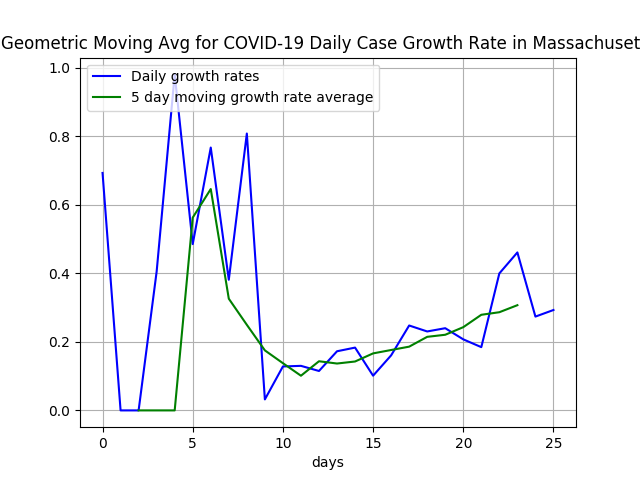 Geometric Moving Avg for COVID-19 Daily Case Growth Rate in Massachuset
Daily growth rates
5 day moving growth rate average
1.0
0.8
0.6
0.4
0.2
0.0
0 5 10 15 20 25
days